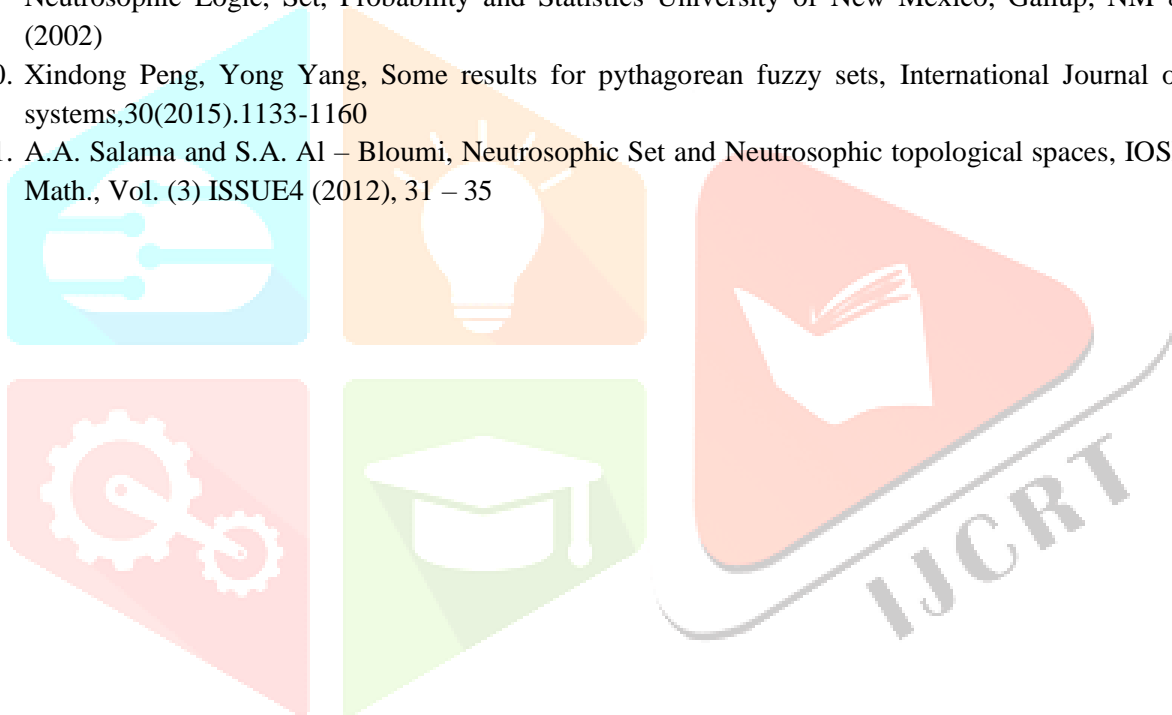 Neutrosophic Logic, Set, Probability and Statistics University of New Mexico, Gallup, NM
(2002)
0. Xindong Peng, Yong Yang, Some results for pythagorean fuzzy sets, International Journal o
systems,30(2015).1133-1160
. A.A. Salama and S.A. Al – Bloumi, Neutrosophic Set and Neutrosophic topological spaces, IOS
Math., Vol. (3) ISSUE4 (2012), 31 – 35
IJCRT